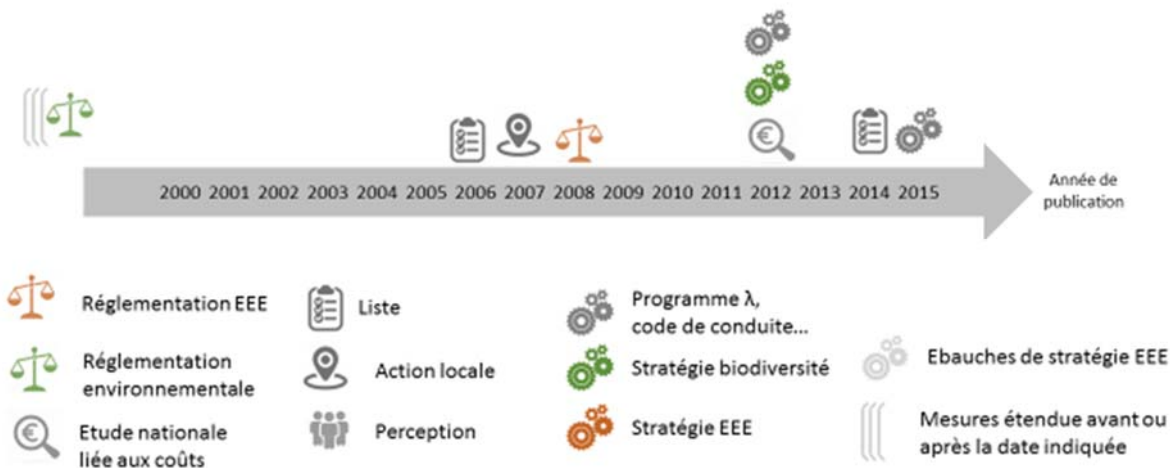 2000 2001 2002 2003 2004 2005 2006 2007 2008 2009 2010 2011 2012 2013 2014 2015
Année de
publication
Réglementation EEE
Réglementation
environnementale
Etude nationale
liée aux coûts
Liste
Action locale
Perception
Programme λ,
code de conduite...
Stratégie biodiversité
Stratégie EEE
Ebauches de stratégie EEE
Mesures étendue avant ou
après la date indiquée